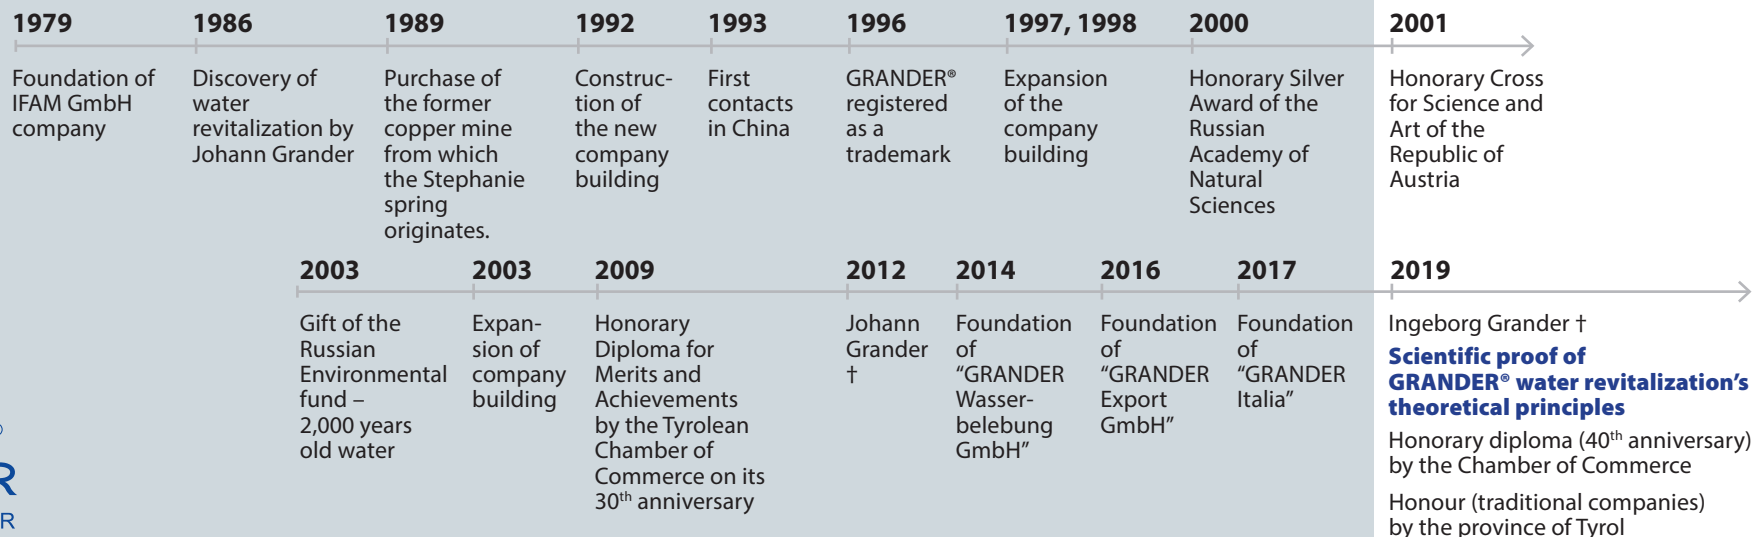 1979
Foundation of
IFAM GmbH
company
1986
Discovery of
water
revitalization by
Johann Grander
1989
Purchase of
the former
copper mine
from which
the Stephanie
spring
originates.
1992
Construc-
tion of
the new
company
building
1993
First
contacts
in China
1996
GRANDER®
registered
as a
trademark
1997, 1998
Expansion
of the
company
building
2000
Honorary Silver
Award of the
Russian
Academy of
Natural
Sciences
2001
Honorary Cross
for Science and
Art of the
Republic of
Austria
2003
Gift of the
Russian
Environmental
fund –
2,000 years
old water
2003
Expan-
sion of
company
building
2009
Honorary
Diploma for
Merits and
Achievements
by the Tyrolean
Chamber of
Commerce on its
30th anniversary
2012
Johann
Grander
†
2014
Foundation
of
“GRANDER
Wasser-
belebung
GmbH”
2016
Foundation
of
“GRANDER
Export
GmbH”
2017
Foundation
of
“GRANDER
Italia”
2019
Ingeborg Grander †
Scientific proof of
GRANDER® water revitalization’s
theoretical principles
Honorary diploma (40th anniversary)
by the Chamber of Commerce
Honour (traditional companies)
by the province of Tyrol
®
R
R